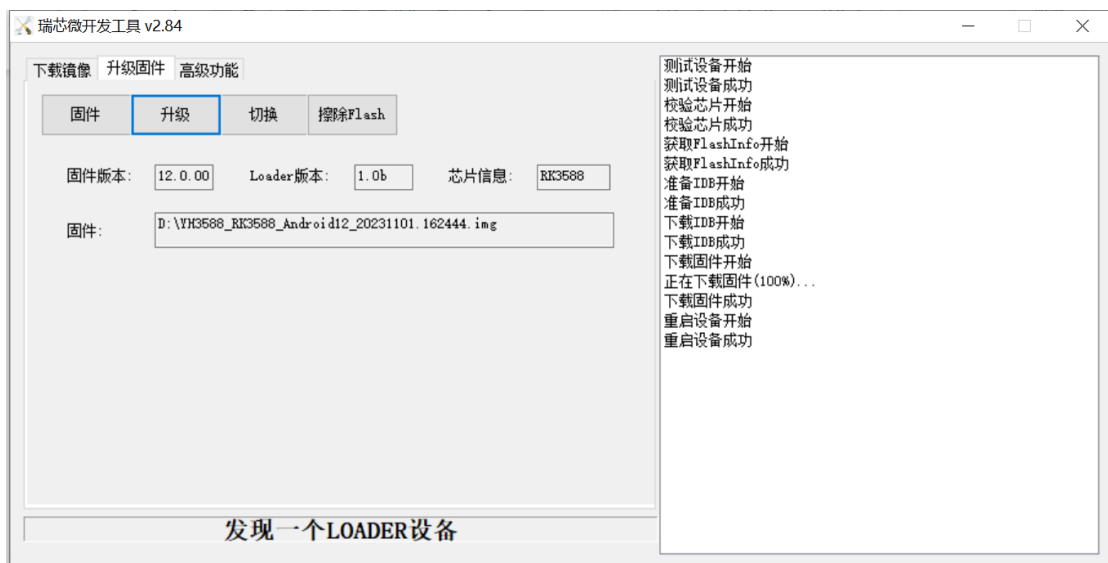 瑞芯微开发工具 v2.84
下载镜像 升级固件 高级功能
固件 升级 切换 擦除Flash
固件版本: 12.0.00 Loader版本: 1.0b 芯片信息: RK3588
固件: D:\YH3588_RK3588_Android12_20231101.162444.img
发现一个LOADER设备
测试设备开始
测试设备成功
校验芯片开始
校验芯片成功
获取FlashInfo开始
获取FlashInfo成功
准备IDB开始
准备IDB成功
下载IDB开始
下载IDB成功
下载固件开始
正在下载固件(100%)...
下载固件成功
重启设备开始
重启设备成功